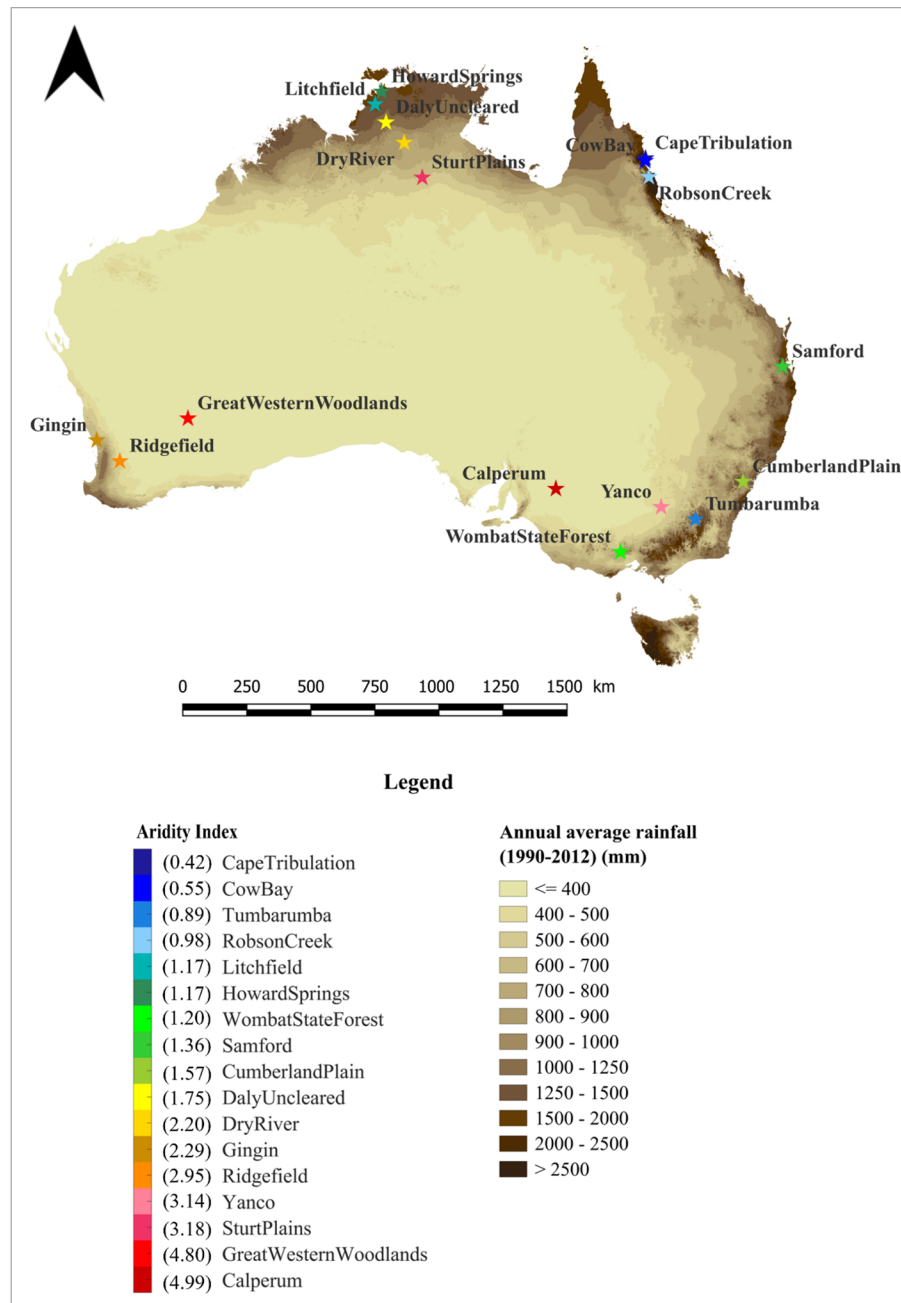 HowardSprings
Litchfield
DalyUncleared
DryRiver
SturtPlains
CowBay
CapeTribulation
RobsonCreek
Samford
GreatWesternWoodlands
Gingin
Ridgefield
Calperum
Yanco
CumberlandPlain
Tumbarumba
WombatStateForest
0 250 500 750 1000 1250 1500 km
Legend
Aridity Index
(0.42) CapeTribulation
(0.55) CowBay
(0.89) Tumbarumba
(0.98) RobsonCreek
(1.17) Litchfield
(1.17) HowardSprings
(1.20) WombatStateForest
(1.36) Samford
(1.57) CumberlandPlain
(1.75) DalyUncleared
(2.20) DryRiver
(2.29) Gingin
(2.95) Ridgefield
(3.14) Yanco
(3.18) SturtPlains
(4.80) GreatWesternWoodlands
(4.99) Calperum
Annual average rainfall
(1990-2012) (mm)
<= 400
400 - 500
500 - 600
600 - 700
700 - 800
800 - 900
900 - 1000
1000 - 1250
1250 - 1500
1500 - 2000
2000 - 2500
> 2500